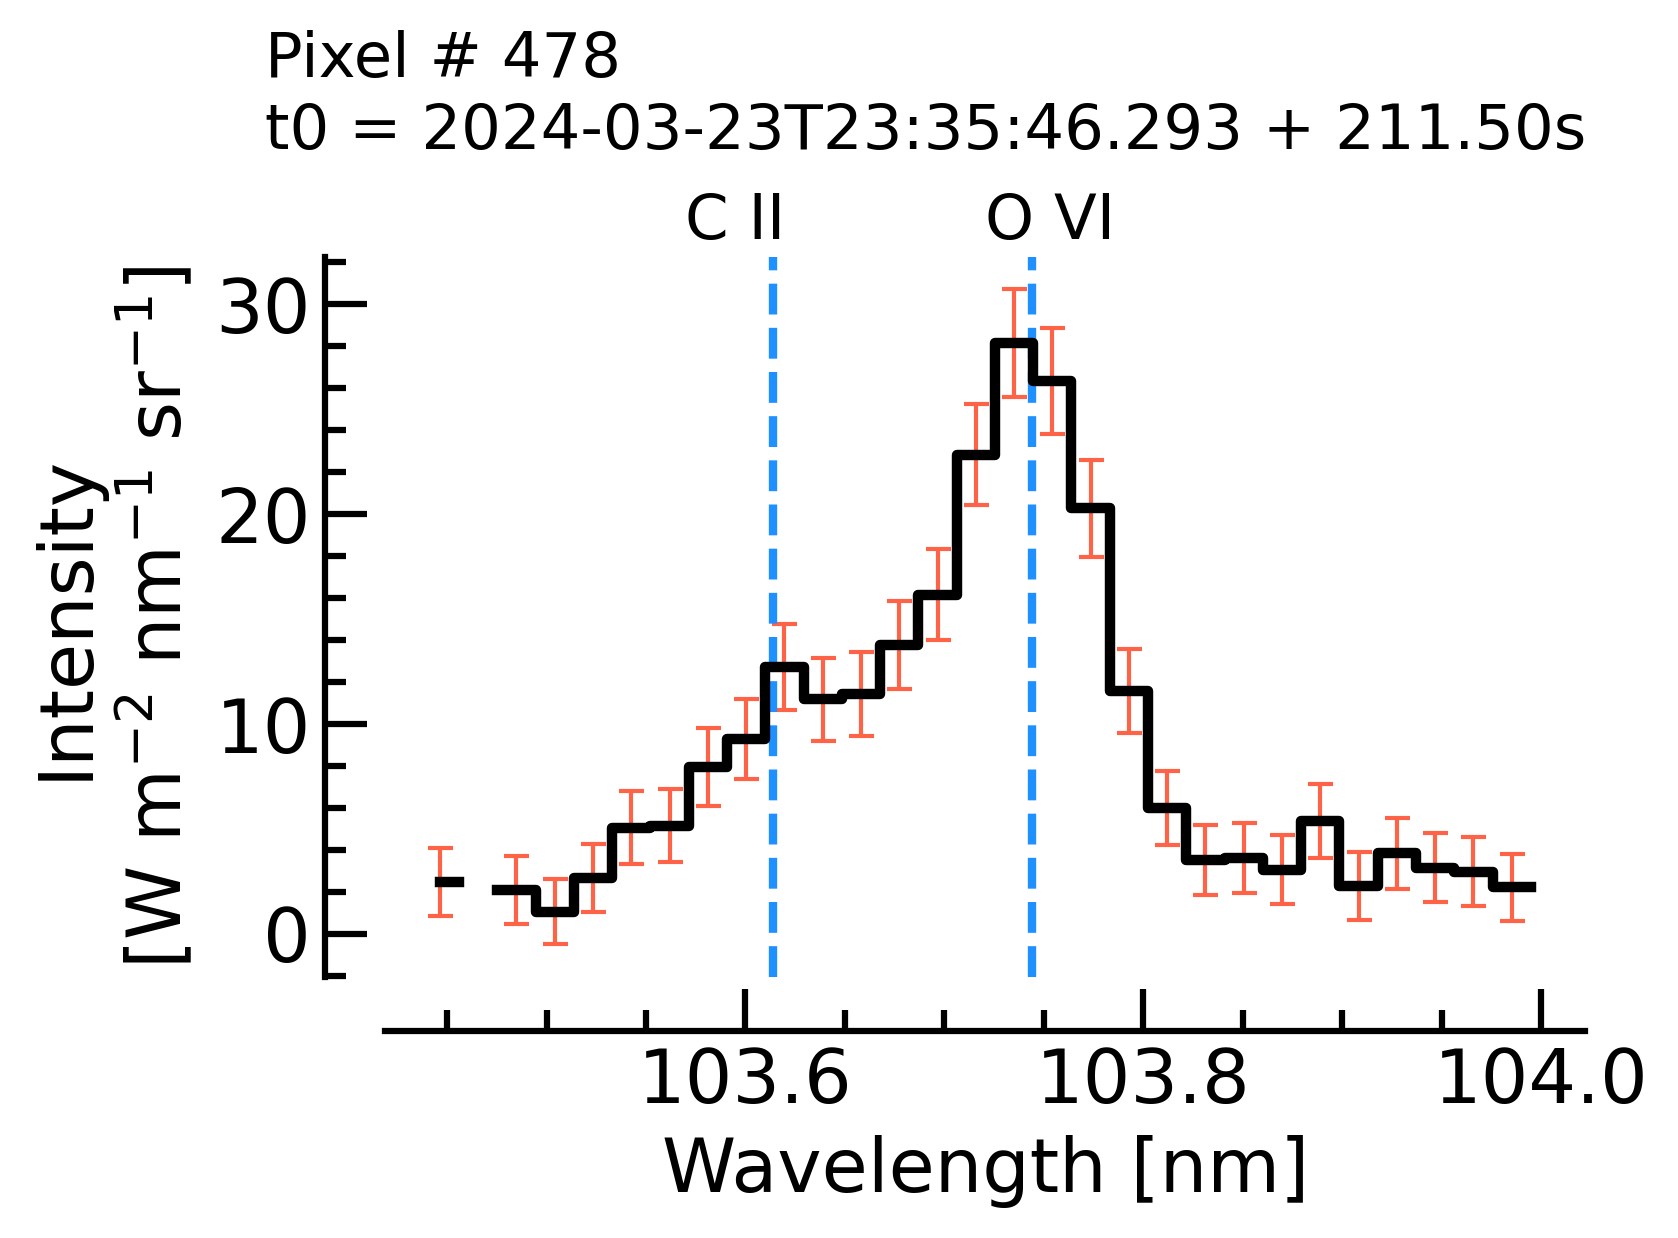 Pixel # 478
t0 = 2024-03-23T23:35:46.293 + 211.50s
C II
O VI
Intensity
[W m⁻² nm⁻¹ sr⁻¹]
30
20
10
0
103.6
103.8
104.0
Wavelength [nm]